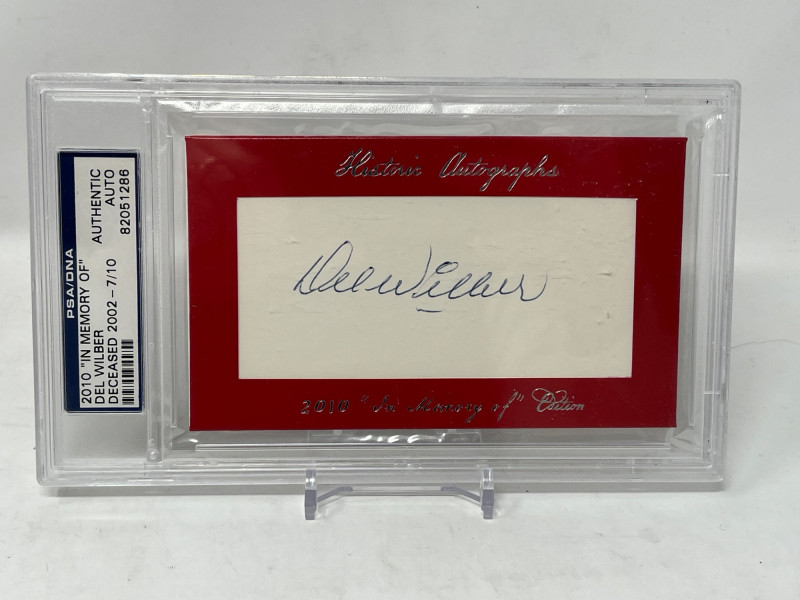 PSA/DNA
2010 "IN MEMORY OF"
DEL WILBER
DECEASED 2002 - 7/10
AUTHENTIC
AUTO
82051286
Historic Autographs
Del Wilber
2010 "In Memory of" Edition